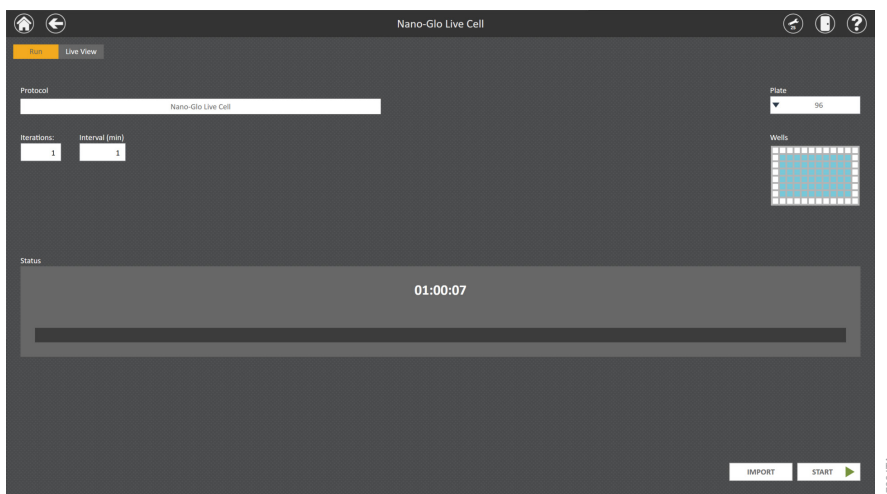 Nano-Glo Live Cell
25
?
Run
Live View
Protocol
Plate
Nano-Glo Live Cell
96
Iterations:
Interval (min)
Wells
1
1
Status
01:00:07
IMPORT
START